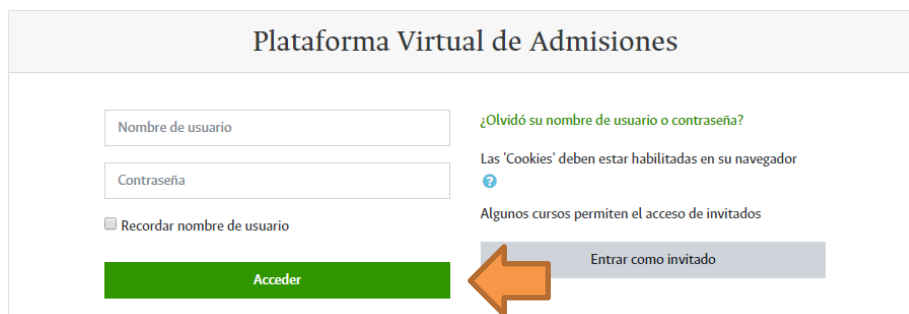 Plataforma Virtual de Admisiones
Nombre de usuario
Contraseña
Recordar nombre de usuario
Acceder
¿Olvidó su nombre de usuario o contraseña?
Las 'Cookies' deben estar habilitadas en su navegador
?
Algunos cursos permiten el acceso de invitados
Entrar como invitado